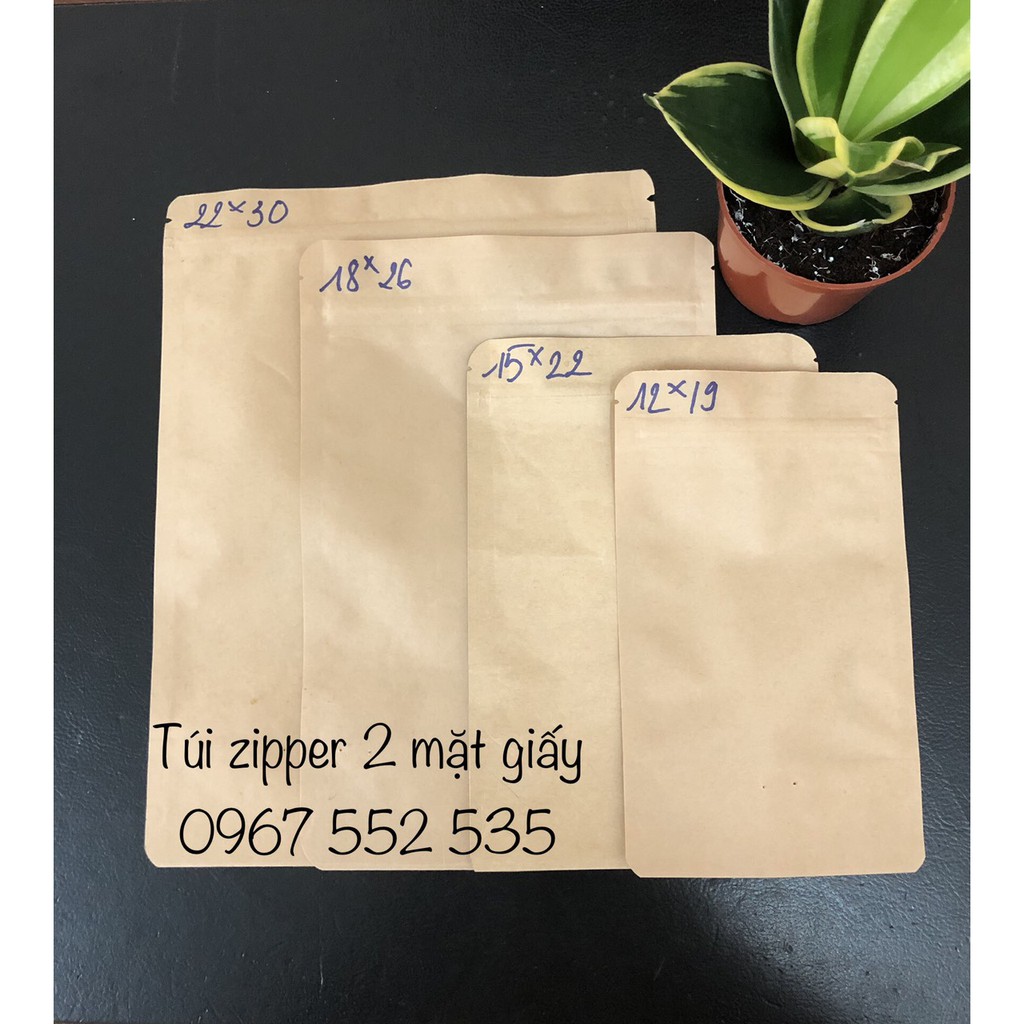 22x30
18x26
15x22
12x19
Túi zipper 2 mặt giấy
0967 552 535